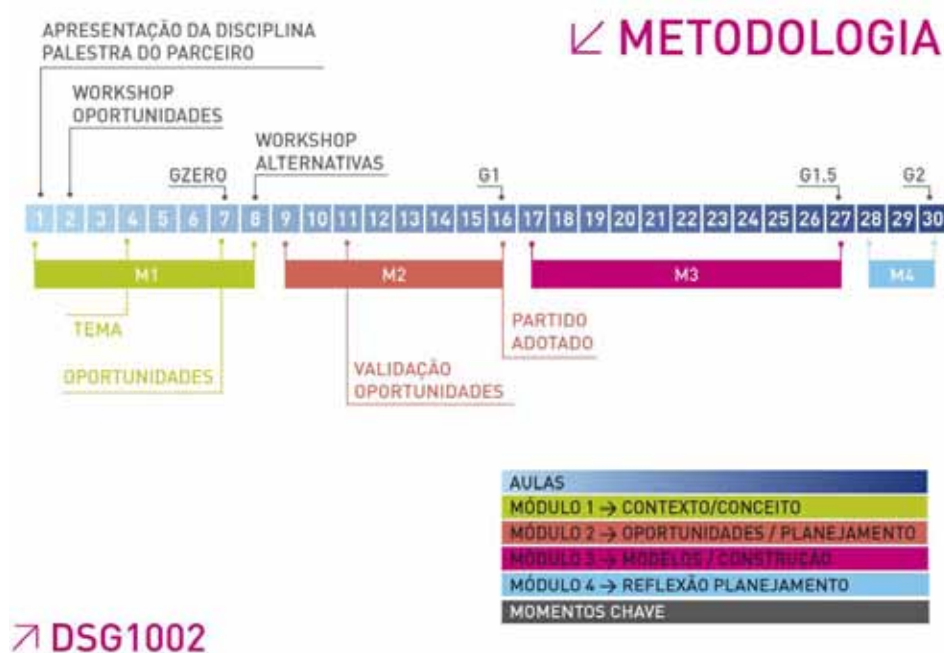 ↙ METODOLOGIA
APRESENTAÇÃO DA DISCIPLINA
PALESTRA DO PARCEIRO
WORKSHOP
OPORTUNIDADES
WORKSHOP
ALTERNATIVAS
GZERO
G1
G1.5
G2
1 2 3 4 5 6 7 8 9 10 11 12 13 14 15 16 17 18 19 20 21 22 23 24 25 26 27 28 29 30
M1 M2 M3 M4
TEMA
OPORTUNIDADES
VALIDAÇÃO
OPORTUNIDADES
PARTIDO
ADOTADO
AULAS
MÓDULO 1 → CONTEXTO/CONCEITO
MÓDULO 2 → OPORTUNIDADES / PLANEJAMENTO
MÓDULO 3 → MODELOS / CONSTRUÇÃO
MÓDULO 4 → REFLEXÃO PLANEJAMENTO
MOMENTOS CHAVE
↗ DSG1002